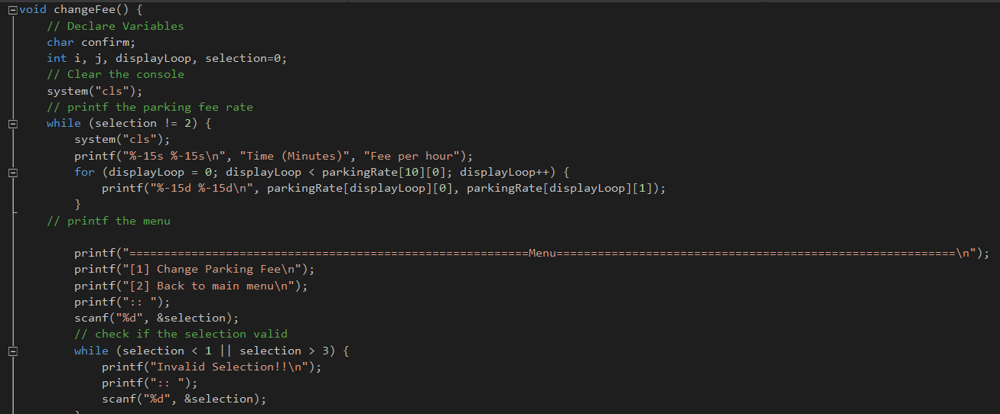 void changeFee() {
// Declare Variables
char confirm;
int i, j, displayLoop, selection=0;
// Clear the console
system("cls");
// printf the parking fee rate
while (selection != 2) {
system("cls");
printf("%-15s %-15s\n", "Time (Minutes)", "Fee per hour");
for (displayLoop = 0; displayLoop < parkingRate[10][0]; displayLoop++) {
printf("%-15d %-15d\n", parkingRate[displayLoop][0], parkingRate[displayLoop][1]);
}
// printf the menu
printf("==========================================================Menu==========================================================\n");
printf("[1] Change Parking Fee\n");
printf("[2] Back to main menu\n");
printf(":: ");
scanf("%d", &selection);
// check if the selection valid
while (selection < 1 || selection > 3) {
printf("Invalid Selection!!\n");
printf(":: ");
scanf("%d", &selection);